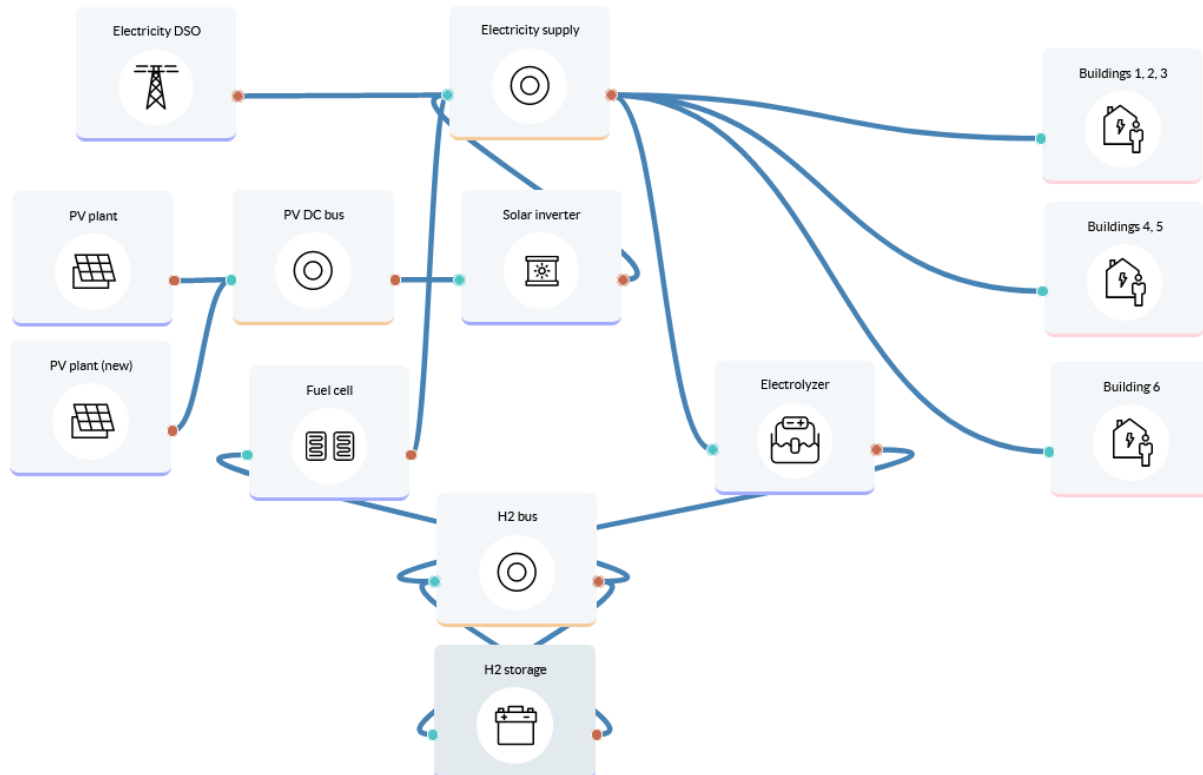 Electricity DSO
Electricity supply
Buildings 1, 2, 3
PV plant
PV DC bus
Solar inverter
Buildings 4, 5
PV plant (new)
Fuel cell
Electrolyzer
Building 6
H2 bus
H2 storage